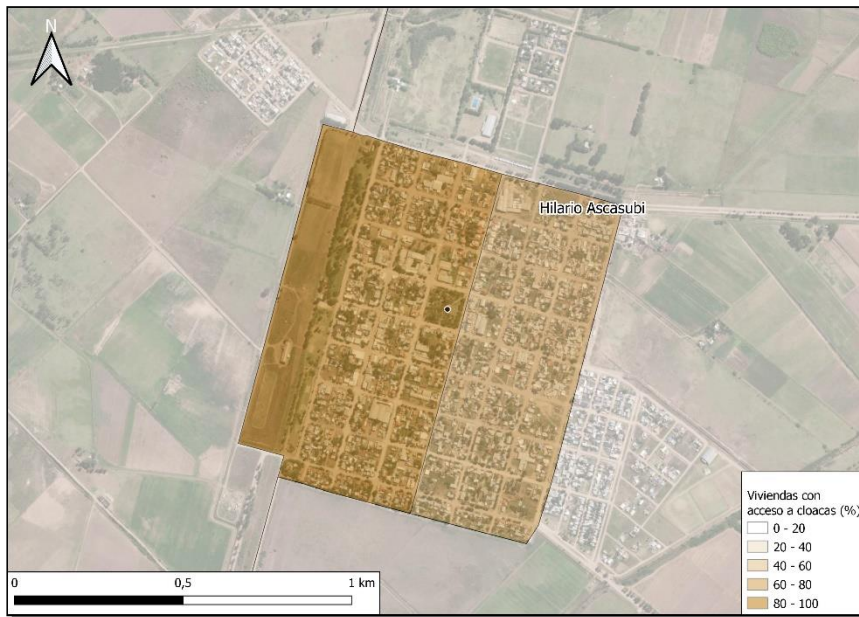 N
Hilario Ascasubi
Viviendas con
acceso a cloacas (%)
0 - 20
20 - 40
40 - 60
60 - 80
80 - 100
0
0,5
1 km